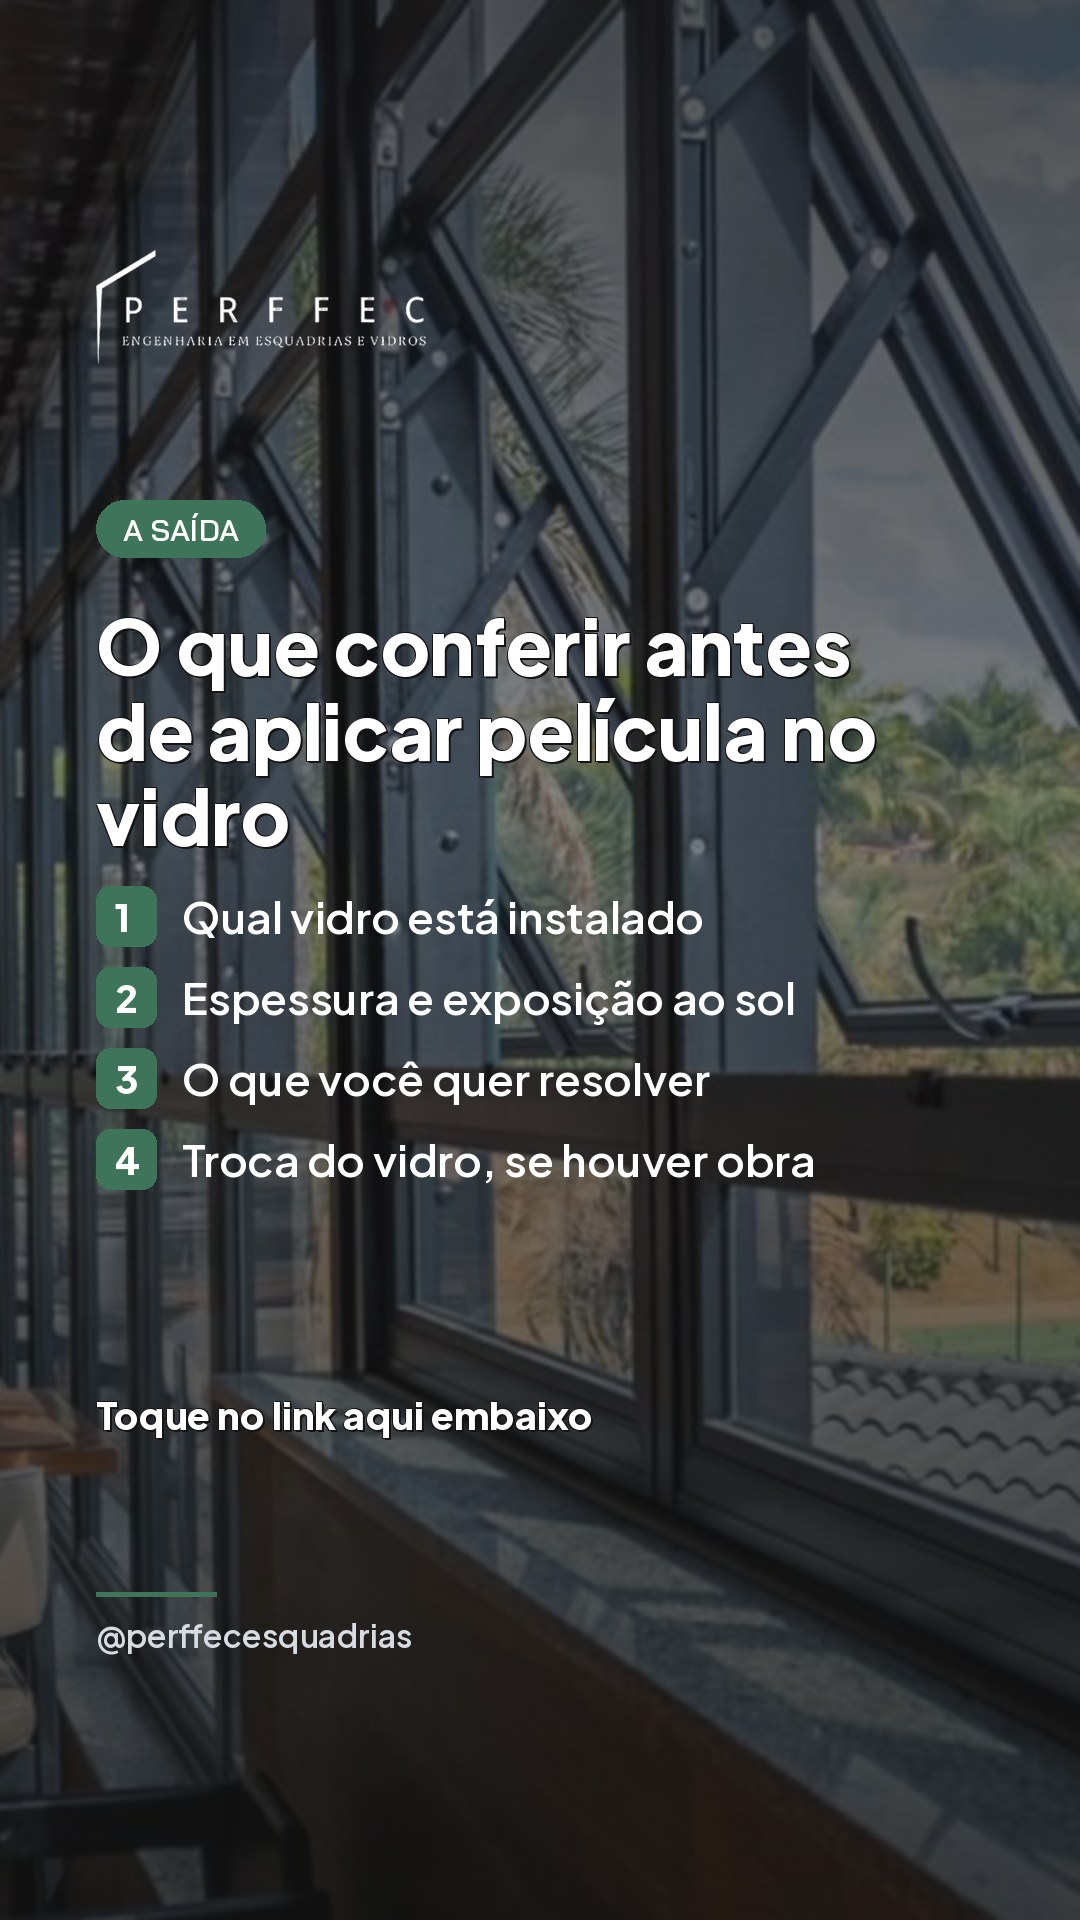 PERFFEC
ENGENHARIA EM ESQUADRIAS E VIDROS
A SAÍDA
O que conferir antes
de aplicar película no
vidro
1 Qual vidro está instalado
2 Espessura e exposição ao sol
3 O que você quer resolver
4 Troca do vidro, se houver obra
Toque no link aqui embaixo
@perffecesquadrias